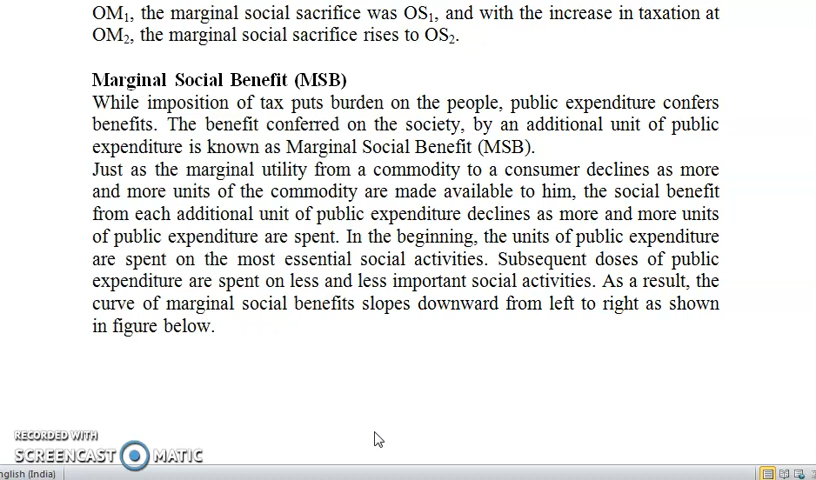 OM₁, the marginal social sacrifice was OS₁, and with the increase in taxation at
OM₂, the marginal social sacrifice rises to OS₂.
Marginal Social Benefit (MSB)
While imposition of tax puts burden on the people, public expenditure confers
benefits. The benefit conferred on the society, by an additional unit of public
expenditure is known as Marginal Social Benefit (MSB).
Just as the marginal utility from a commodity to a consumer declines as more
and more units of the commodity are made available to him, the social benefit
from each additional unit of public expenditure declines as more and more units
of public expenditure are spent. In the beginning, the units of public expenditure
are spent on the most essential social activities. Subsequent doses of public
expenditure are spent on less and less important social activities. As a result, the
curve of marginal social benefits slopes downward from left to right as shown
in figure below.
RECORDED WITH
SCREENCAST MATIC
nglish (India)